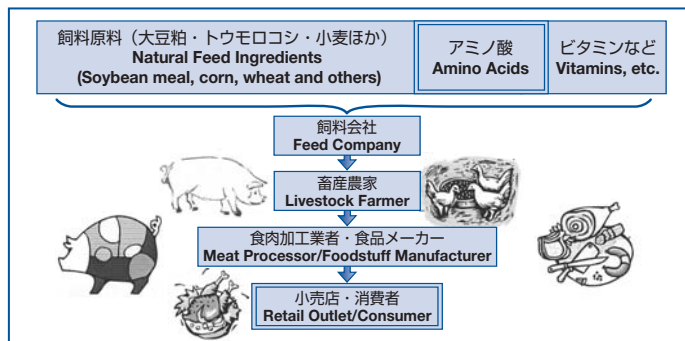 飼料原料（大豆粕・トウモロコシ・小麦ほか）
Natural Feed Ingredients
(Soybean meal, corn, wheat and others)
アミノ酸
Amino Acids
ビタミンなど
Vitamins, etc.
飼料会社
Feed Company
畜産農家
Livestock Farmer
食肉加工業者・食品メーカー
Meat Processor/Foodstuff Manufacturer
小売店・消費者
Retail Outlet/Consumer